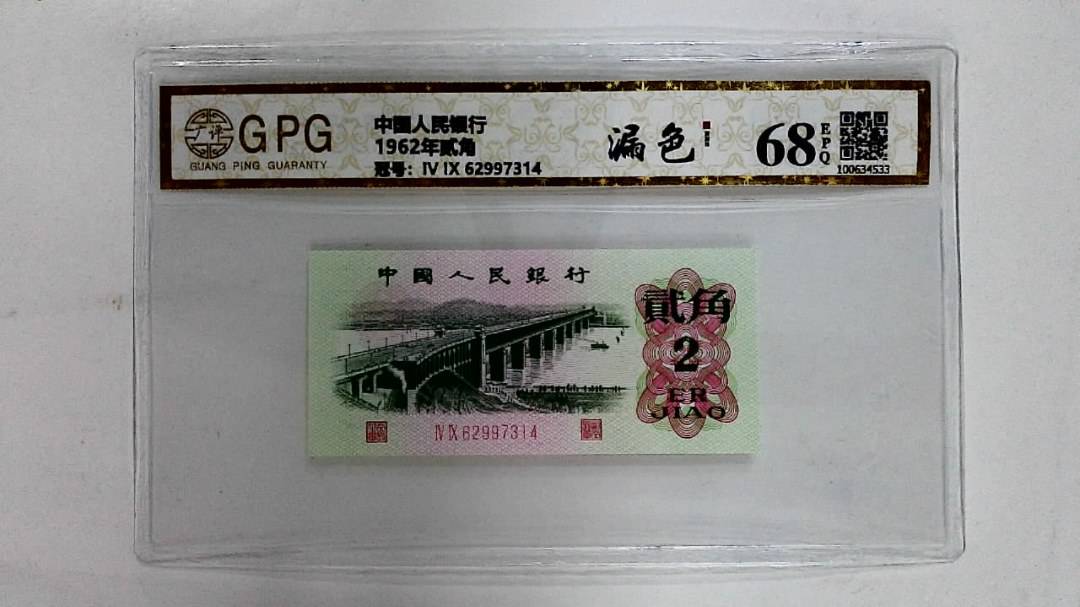 广评
GPG
GUANG PING GUARANTY
中国人民银行
1962年贰角
冠号：IV IX 62997314
漏色
68
EPQ
100634533
中國人民銀行
貳角
2
ER
JIAO
IV IX 62997314